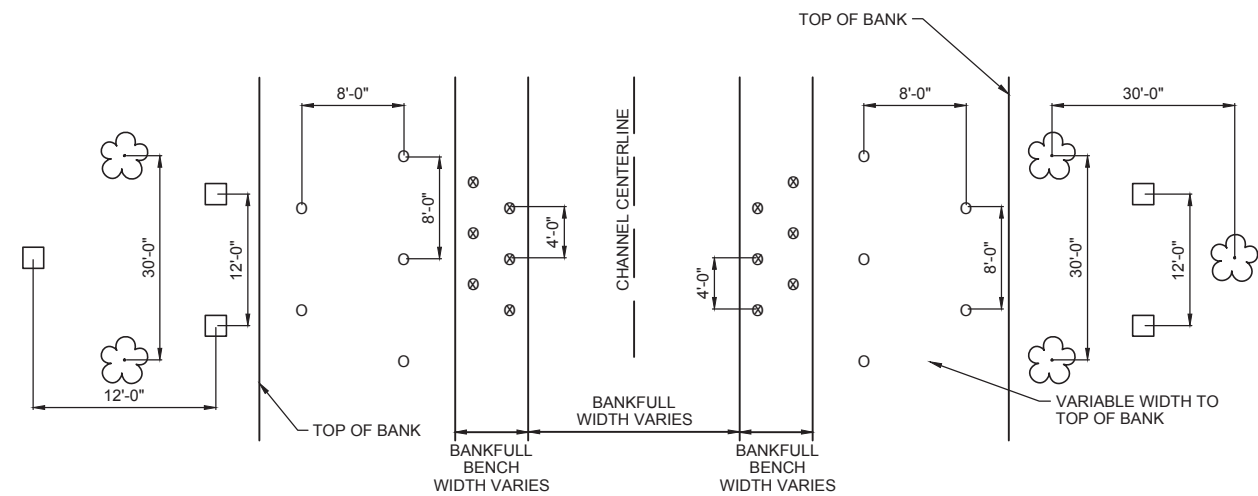 TOP OF BANK
8'-0"
8'-0"
30'-0"
CHANNEL CENTERLINE
30'-0"
12'-0"
8'-0"
4'-0"
4'-0"
8'-0"
30'-0"
12'-0"
12'-0"
TOP OF BANK
BANKFULL
WIDTH VARIES
VARIABLE WIDTH TO
TOP OF BANK
BANKFULL
BENCH
WIDTH VARIES
BANKFULL
BENCH
WIDTH VARIES